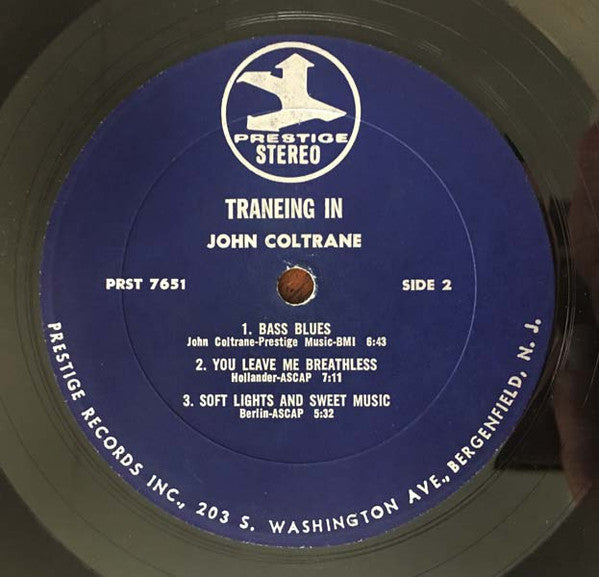 PRESTIGE
STEREO
TRANEING IN
JOHN COLTRANE
PRST 7651
SIDE 2
1. BASS BLUES
John Coltrane-Prestige Music-BMI 6:43
2. YOU LEAVE ME BREATHLESS
Hollander-ASCAP 7:11
3. SOFT LIGHTS AND SWEET MUSIC
Berlin-ASCAP 5:32
PRESTIGE RECORDS INC., 203 S. WASHINGTON AVE., BERGENFIELD, N. J.